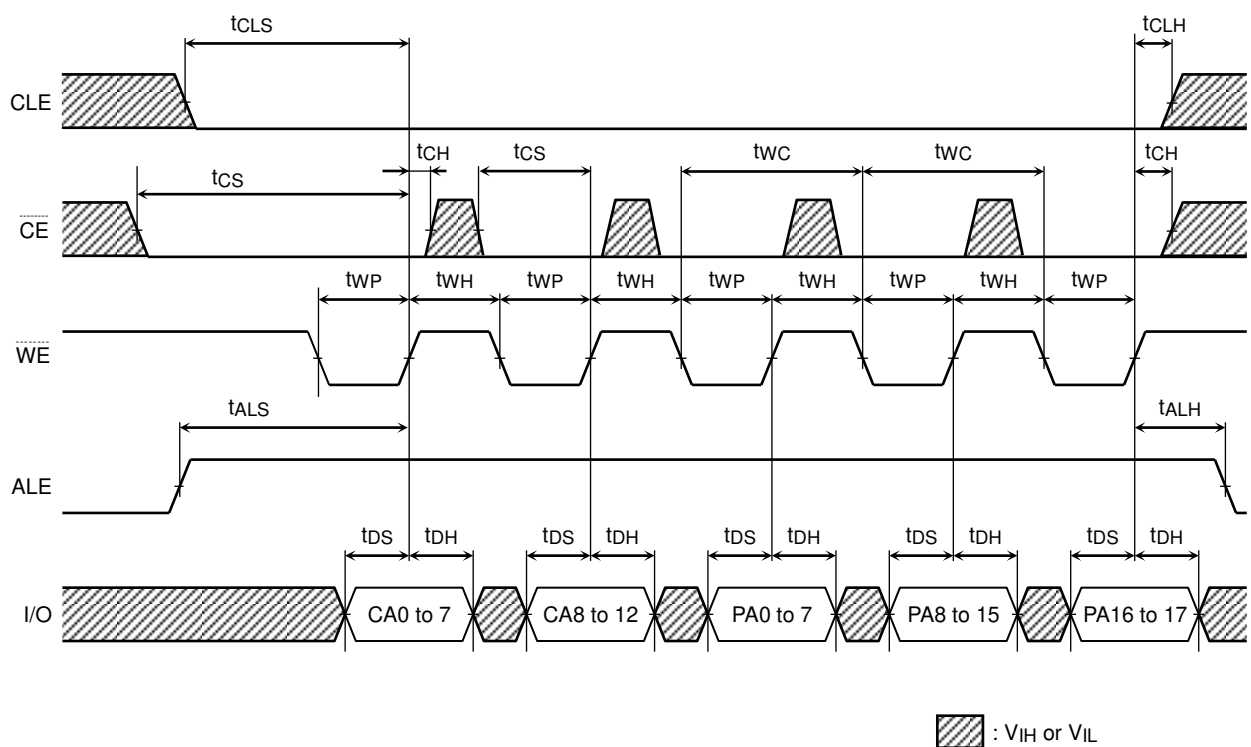 tCLS tCLH
CLE
tCH tCS tWC tWC tCH
tCS
CE
tWP tWH tWP tWH tWP tWH tWP tWH tWP
WE
tALS tALH
ALE
tDS tDH tDS tDH tDS tDH tDS tDH tDS tDH
I/O CA0 to 7 CA8 to 12 PA0 to 7 PA8 to 15 PA16 to 17
: VIH or VIL